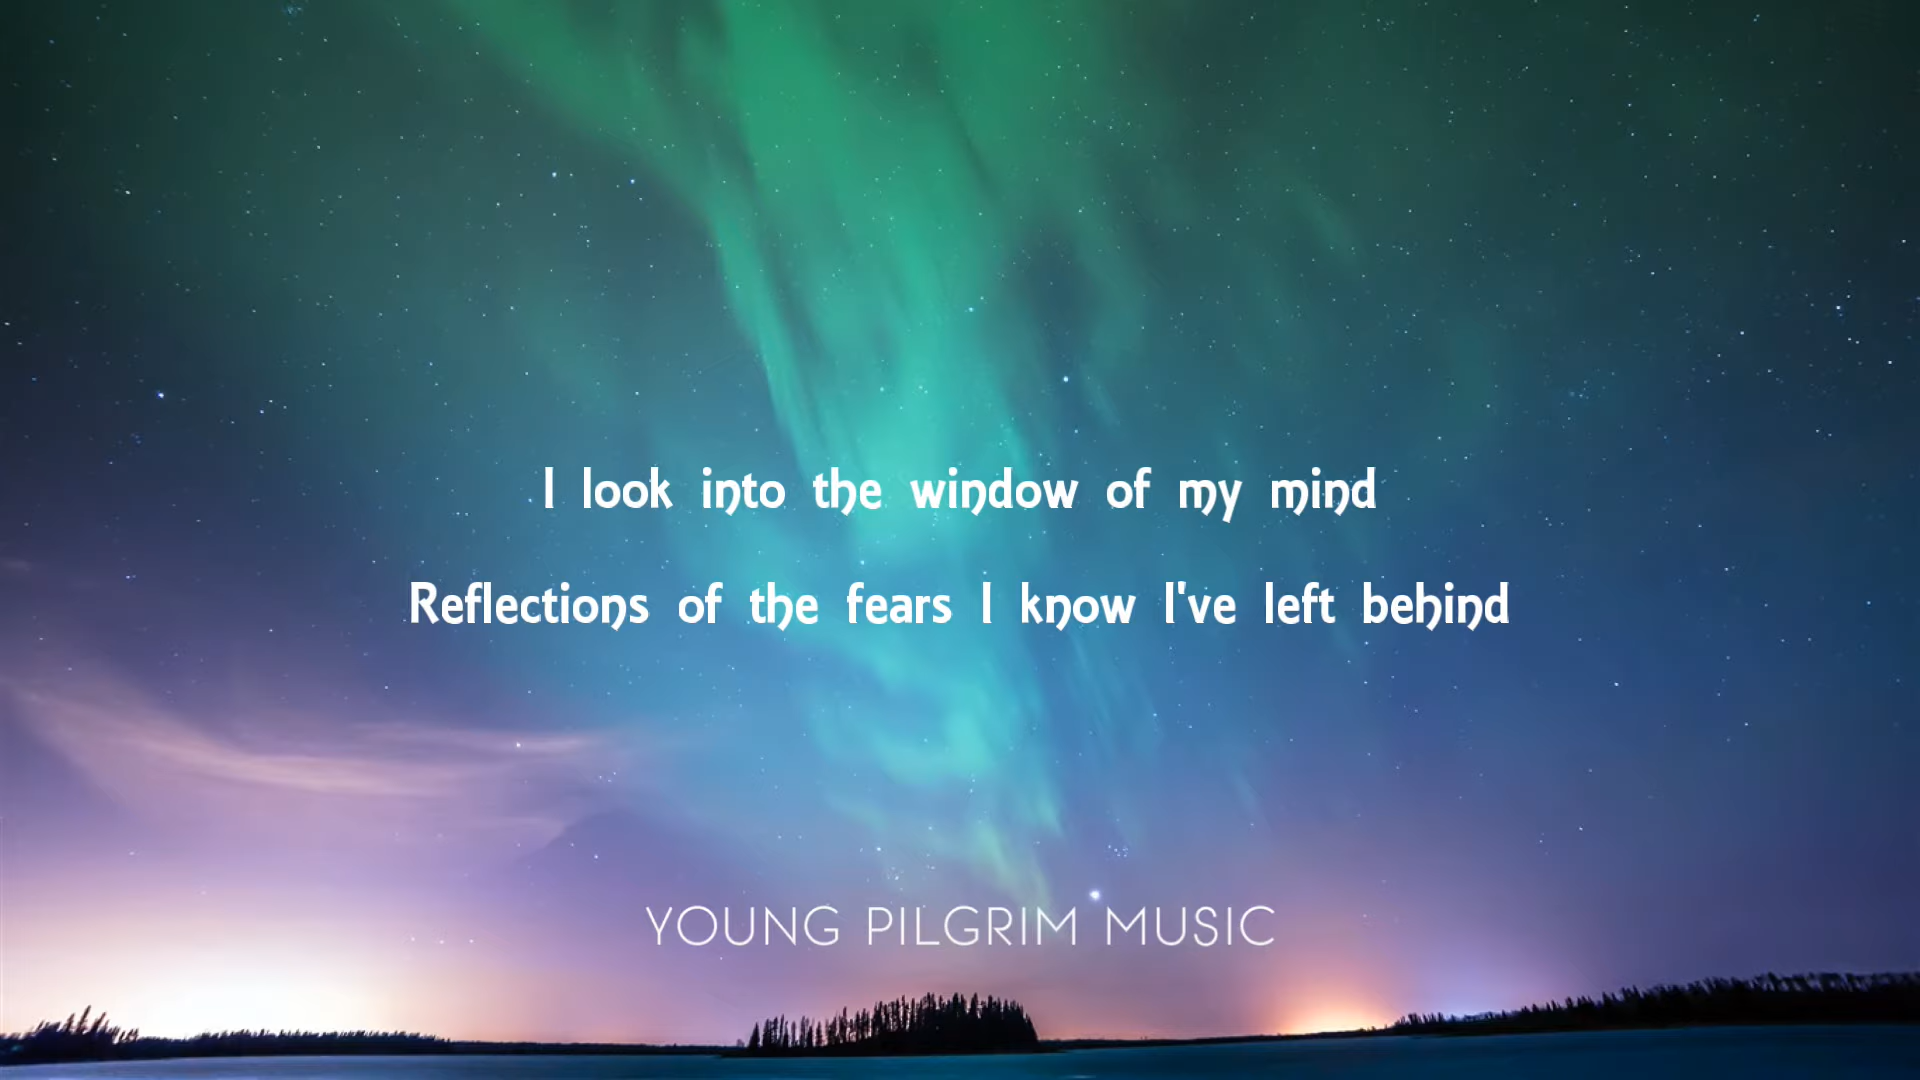 I look into the window of my mind
Reflections of the fears I know I've left behind
YOUNG PILGRIM MUSIC